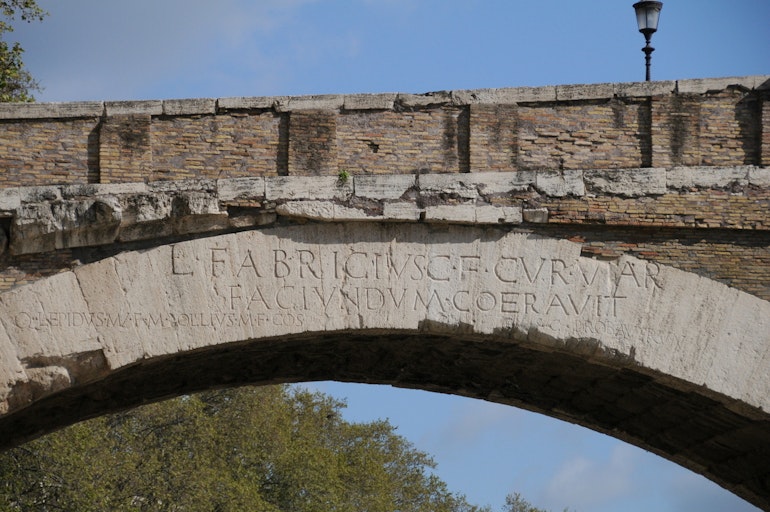 L·FABRICIVS·C·F·CVR·VIAR
FACIVNDVM·COERAVIT
Q·LEPIDVS·M·F·M·LOLLIVS·M·F·COS